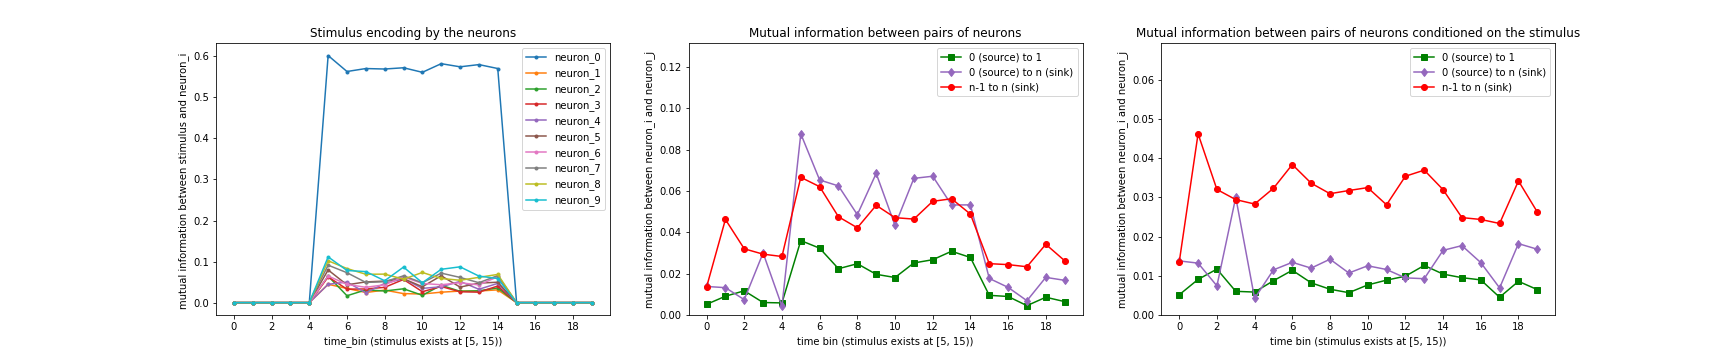 Stimulus encoding by the neurons
mutual information between stimulus and neuron_i
0.6
0.5
0.4
0.3
0.2
0.1
0.0
0 2 4 6 8 10 12 14 16 18
time_bin (stimulus exists at [5, 15))
neuron_0
neuron_1
neuron_2
neuron_3
neuron_4
neuron_5
neuron_6
neuron_7
neuron_8
neuron_9
Mutual information between pairs of neurons
mutual information between neuron_i and neuron_j
0.12
0.10
0.08
0.06
0.04
0.02
0.00
0 2 4 6 8 10 12 14 16 18
time bin (stimulus exists at [5, 15))
0 (source) to 1
0 (source) to n (sink)
n-1 to n (sink)
Mutual information between pairs of neurons conditioned on the stimulus
mutual information between neuron_i and neuron_j
0.06
0.05
0.04
0.03
0.02
0.01
0.00
0 2 4 6 8 10 12 14 16 18
time bin (stimulus exists at [5, 15))
0 (source) to 1
0 (source) to n (sink)
n-1 to n (sink)